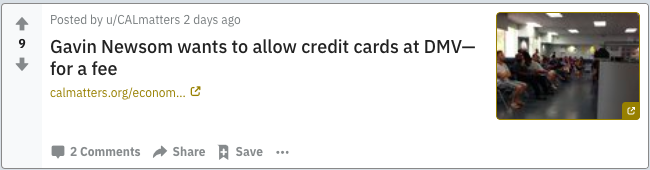 Posted by u/CALmatters 2 days ago
9
Gavin Newsom wants to allow credit cards at DMV—
for a fee
calmatters.org/econom...
2 Comments Share Save ...